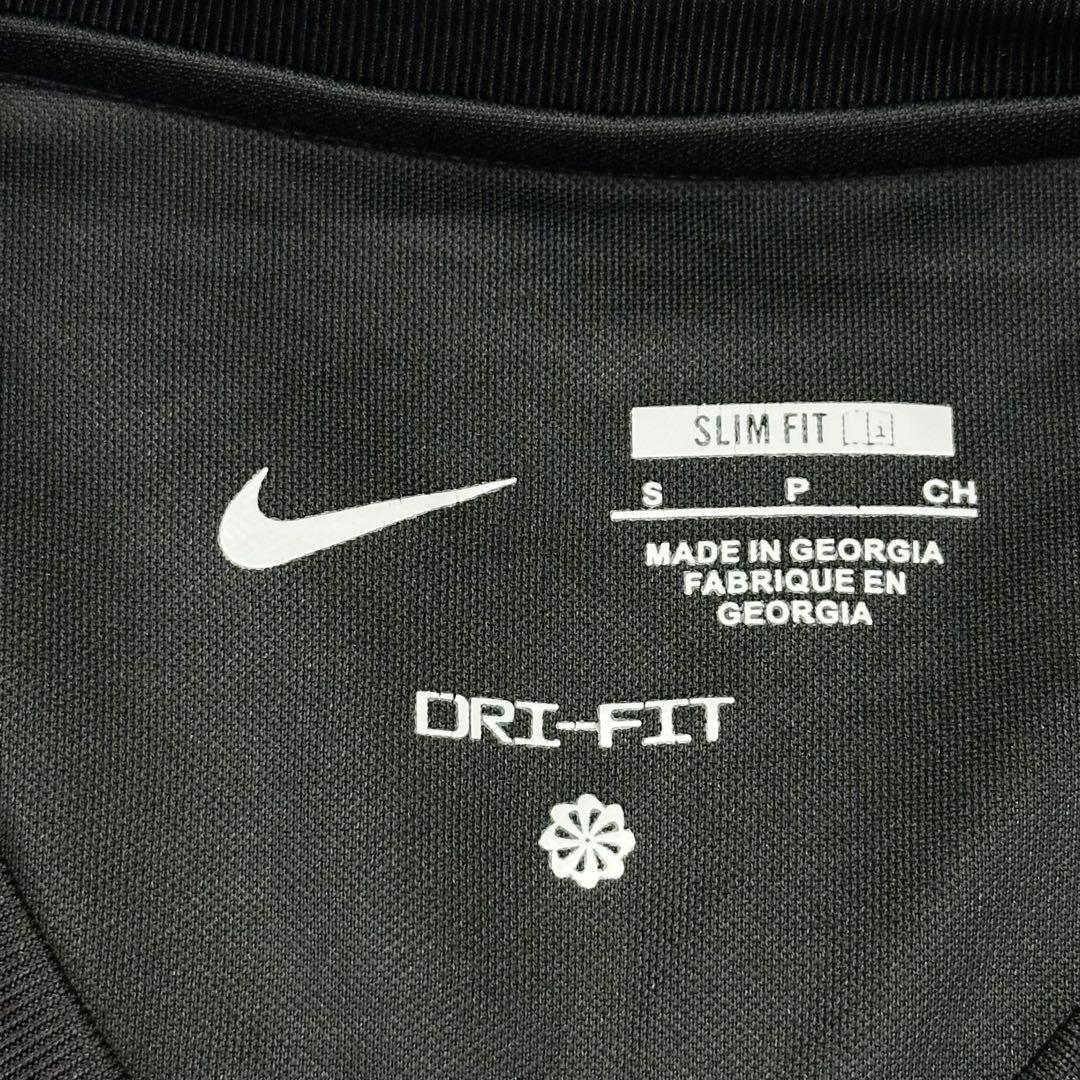 SLIM FIT
S P CH
MADE IN GEORGIA
FABRIQUE EN
GEORGIA
DRI-FIT